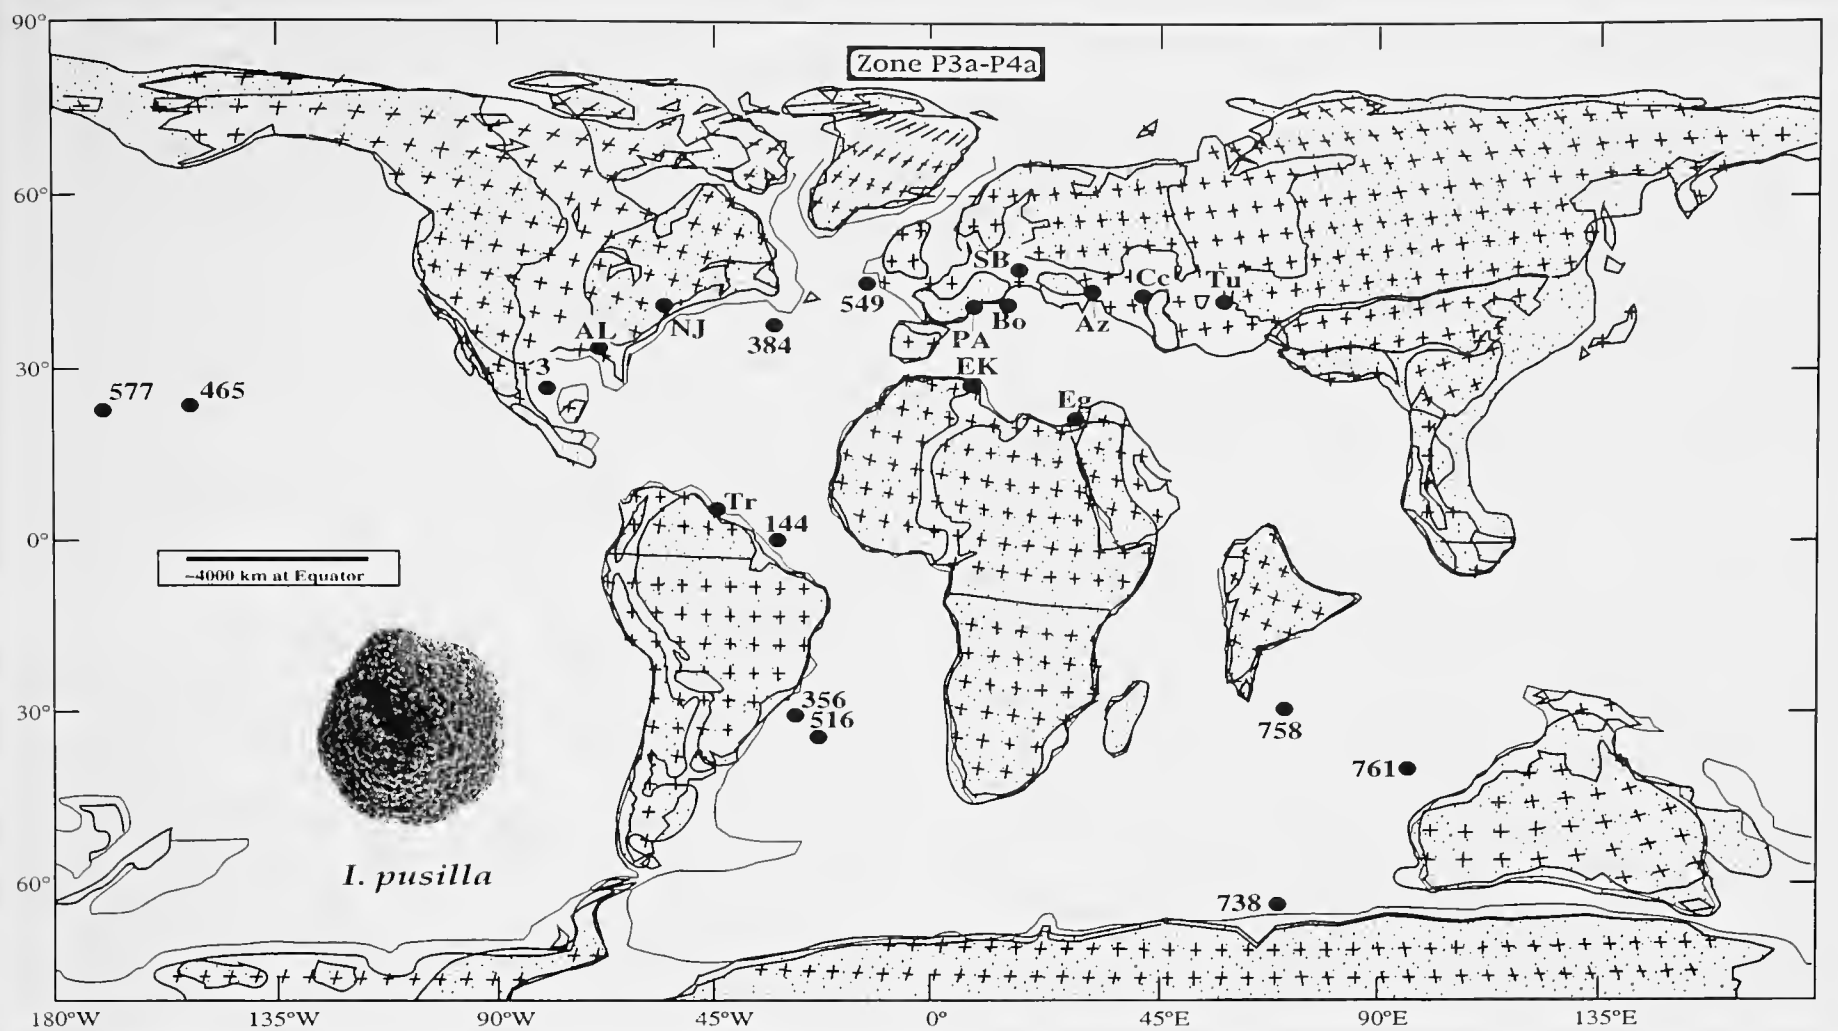 90°
Zone P3a-P4a
60°
SB
Cc
Tu
549
Bo
Az
AL
NJ
384
PA
30°
3
EK
577
465
Eg
Tr
144
0°
~4000 km at Equator
356
30°
516
758
761
I. pusilla
60°
738
180°W
135°W
90°W
45°W
0°
45°E
90°E
135°E